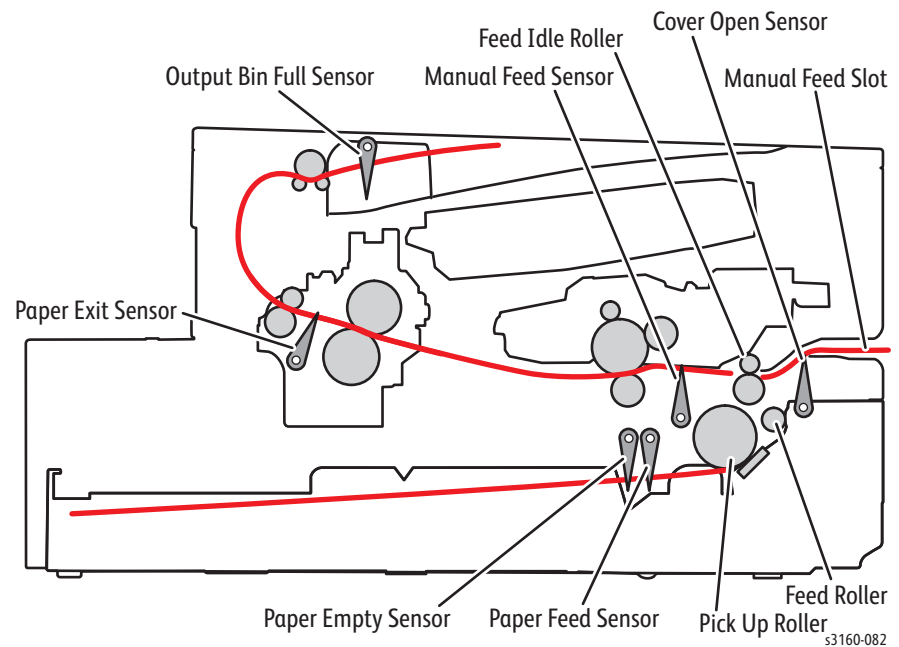 Cover Open Sensor
Feed Idle Roller
Output Bin Full Sensor
Manual Feed Sensor
Manual Feed Slot
Paper Exit Sensor
Feed Roller
Paper Empty Sensor
Paper Feed Sensor
Pick Up Roller
s3160-082